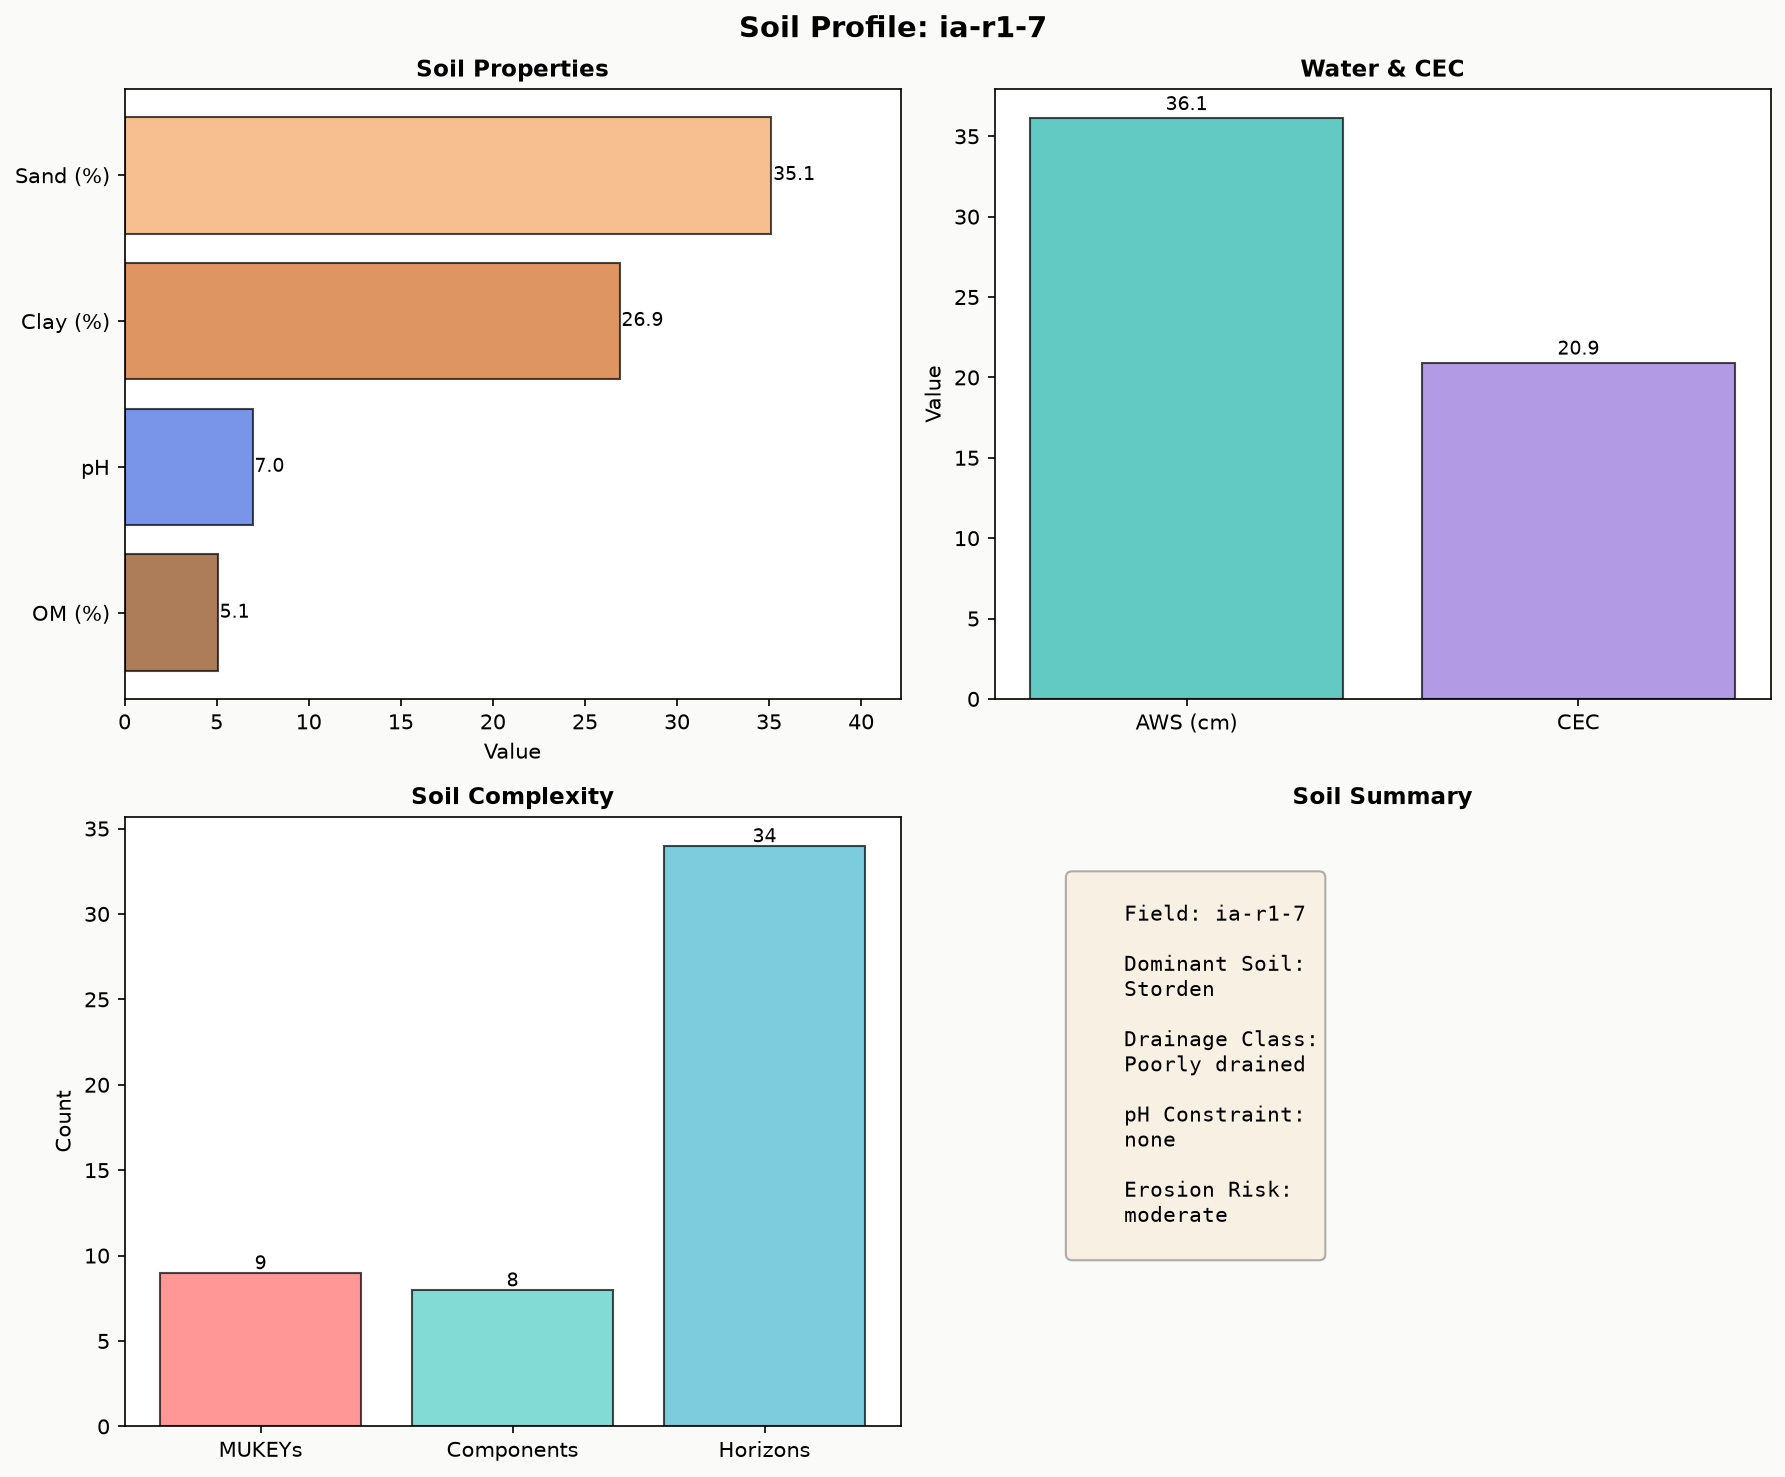 Soil Profile: ia-r1-7
Soil Properties
Sand (%)
35.1
Clay (%)
26.9
pH
7.0
OM (%)
5.1
0 5 10 15 20 25 30 35 40
Value
Water & CEC
Value
35
30
25
20
15
10
5
0
36.1
20.9
AWS (cm) CEC
Soil Complexity
Count
35
30
25
20
15
10
5
0
9
8
34
MUKEYs Components Horizons
Soil Summary
Field: ia-r1-7
Dominant Soil:
Storden
Drainage Class:
Poorly drained
pH Constraint:
none
Erosion Risk:
moderate